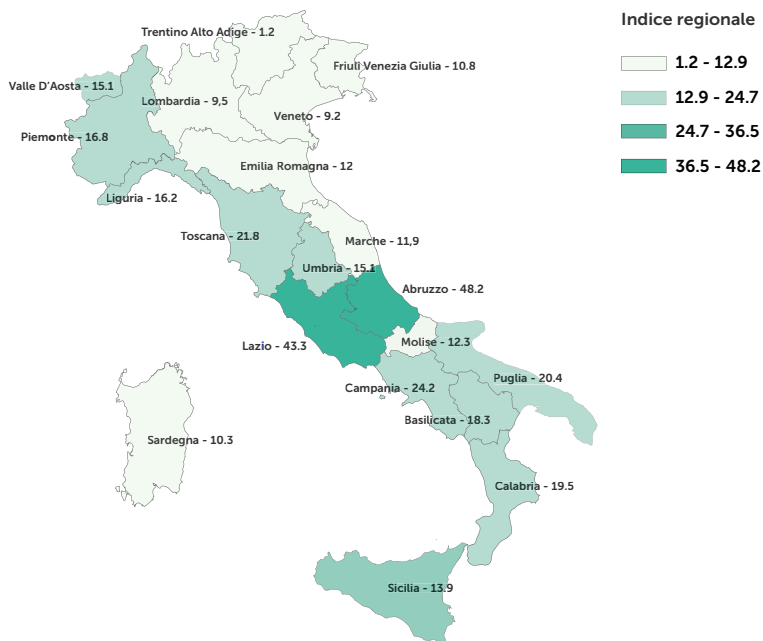 Indice regionale
1.2 - 12.9
12.9 - 24.7
24.7 - 36.5
36.5 - 48.2
Trentino Alto Adige - 1.2
Friuli Venezia Giulia - 10.8
Valle D'Aosta - 15.1
Lombardia - 9,5
Veneto - 9.2
Piemonte - 16.8
Emilia Romagna - 12
Liguria - 16.2
Toscana - 21.8
Marche - 11,9
Umbria - 15.1
Abruzzo - 48.2
Lazio - 43.3
Molise - 12.3
Puglia - 20.4
Campania - 24.2
Basilicata - 18.3
Sardegna - 10.3
Calabria - 19.5
Sicilia - 13.9